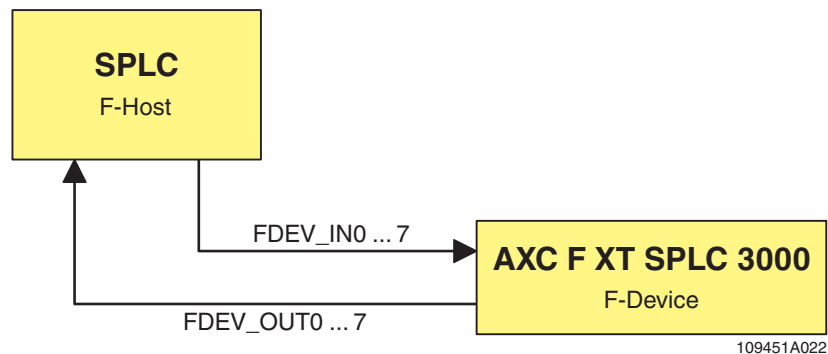 SPLC
F-Host
FDEV_IN0 ... 7
AXC F XT SPLC 3000
F-Device
FDEV_OUT0 ... 7
109451A022